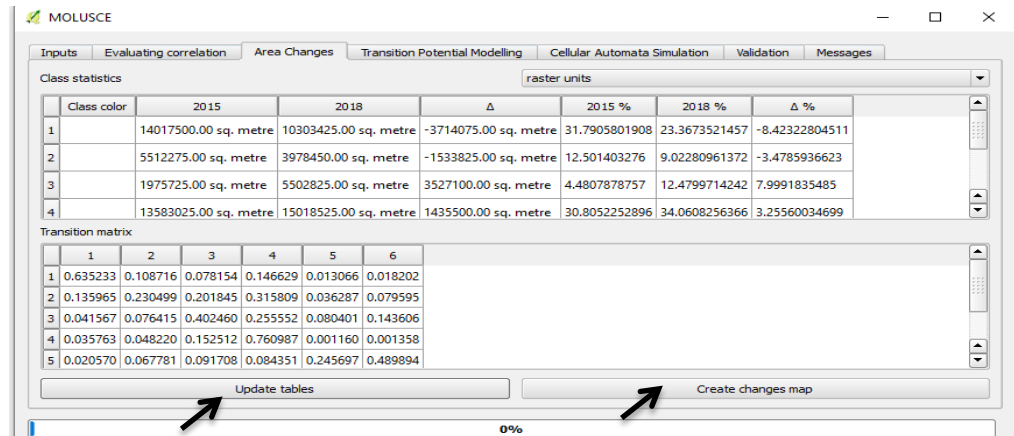 MOLUSCE
Inputs Evaluating correlation Area Changes Transition Potential Modelling Cellular Automata Simulation Validation Messages
Class statistics raster units
Class color 2015 2018 Δ 2015 % 2018 % Δ %
1 14017500.00 sq. metre 10303425.00 sq. metre -3714075.00 sq. metre 31.7905801908 23.3673521457 -8.42322804511
2 5512275.00 sq. metre 3978450.00 sq. metre -1533825.00 sq. metre 12.501403276 9.02280961372 -3.4785936623
3 1975725.00 sq. metre 5502825.00 sq. metre 3527100.00 sq. metre 4.4807878757 12.4799714242 7.9991835485
4 13583025.00 sq. metre 15018525.00 sq. metre 1435500.00 sq. metre 30.8052252896 34.0608256366 3.25560034699
Transition matrix
1 2 3 4 5 6
1 0.635233 0.108716 0.078154 0.146629 0.013066 0.018202
2 0.135965 0.230499 0.201845 0.315809 0.036287 0.079595
3 0.041567 0.076415 0.402460 0.255552 0.080401 0.143606
4 0.035763 0.048220 0.152512 0.760987 0.001160 0.001358
5 0.020570 0.067781 0.091708 0.084351 0.245697 0.489894
Update tables Create changes map
0%